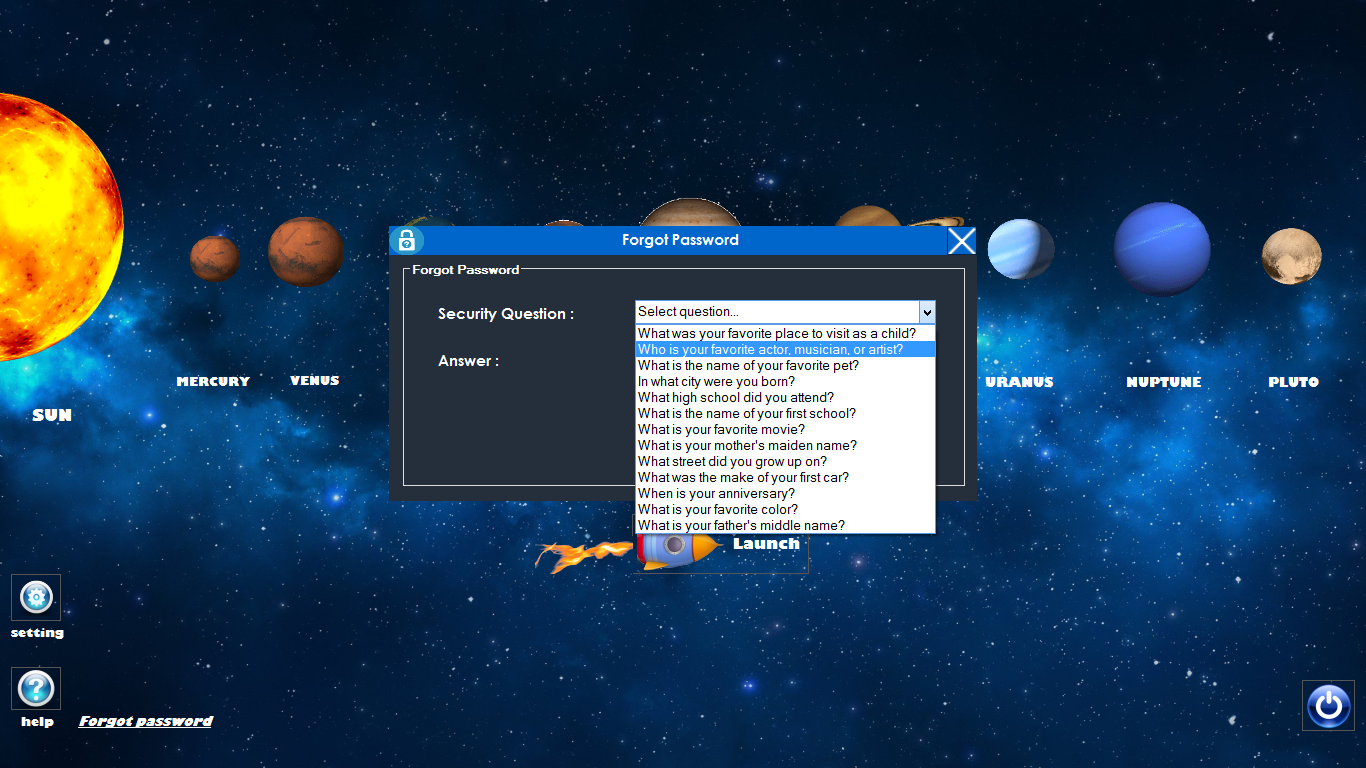 Forgot Password
Forgot Password
Security Question :
Select question...
What was your favorite place to visit as a child?
Who is your favorite actor, musician, or artist?
What is the name of your favorite pet?
In what city were you born?
What high school did you attend?
What is the name of your first school?
What is your favorite movie?
What is your mother's maiden name?
What street did you grow up on?
What was the make of your first car?
When is your anniversary?
What is your favorite color?
What is your father's middle name?
Answer :
SUN
MERCURY
VENUS
URANUS
NUPTUNE
PLUTO
Launch
setting
help
Forgot password